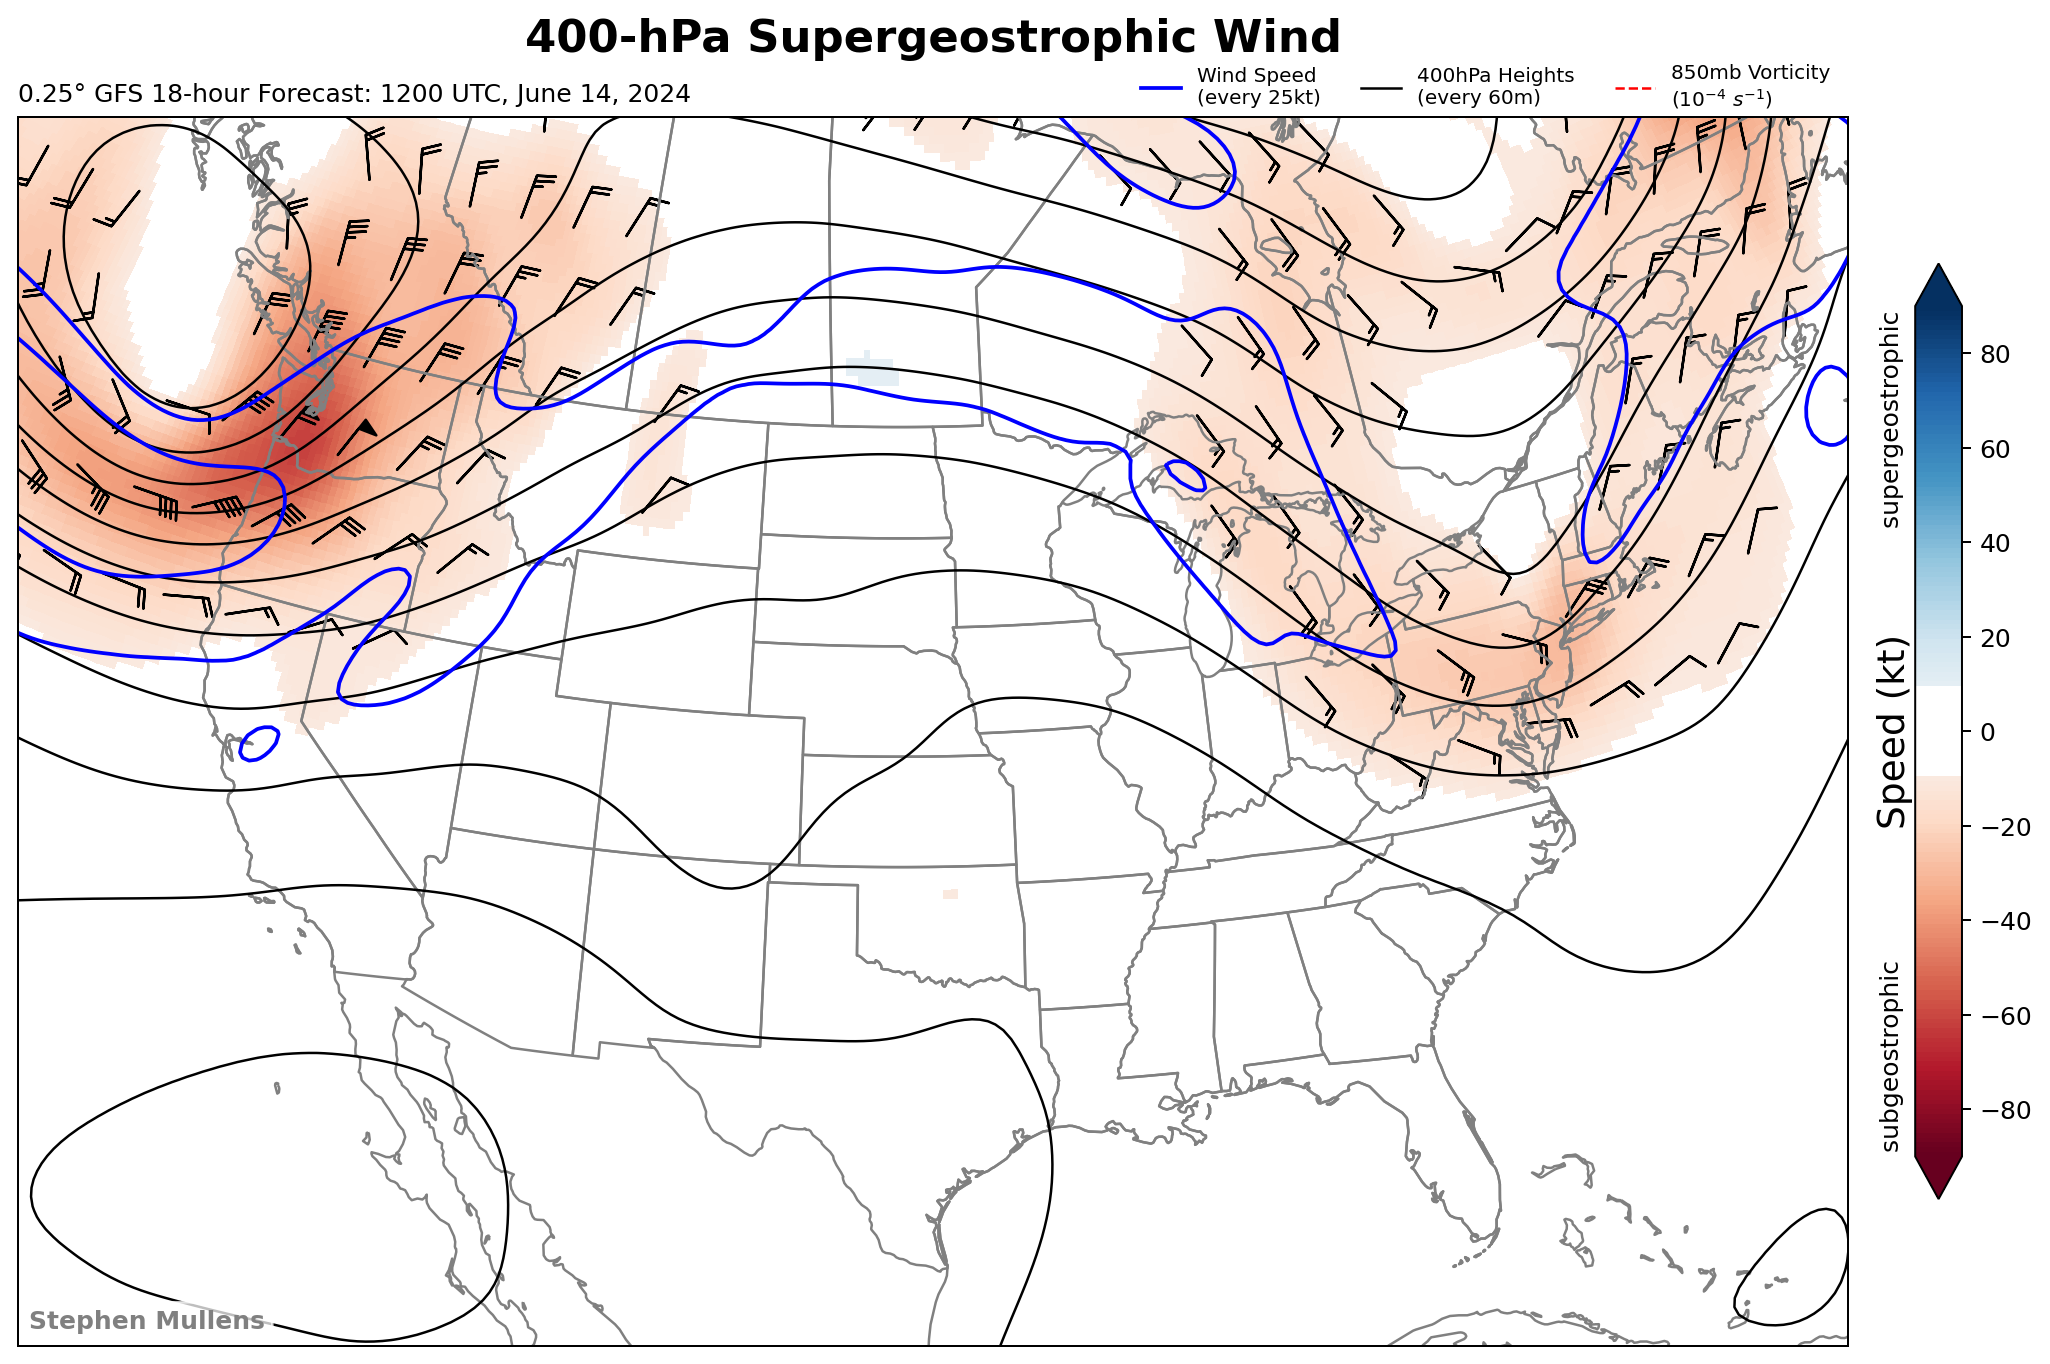 400-hPa Supergeostrophic Wind
0.25° GFS 18-hour Forecast: 1200 UTC, June 14, 2024
Wind Speed
(every 25kt)
400hPa Heights
(every 60m)
850mb Vorticity
(10⁻⁴ s⁻¹)
supergeostrophic
Speed (kt)
subgeostrophic
80
60
40
20
0
−20
−40
−60
−80
Stephen Mullens